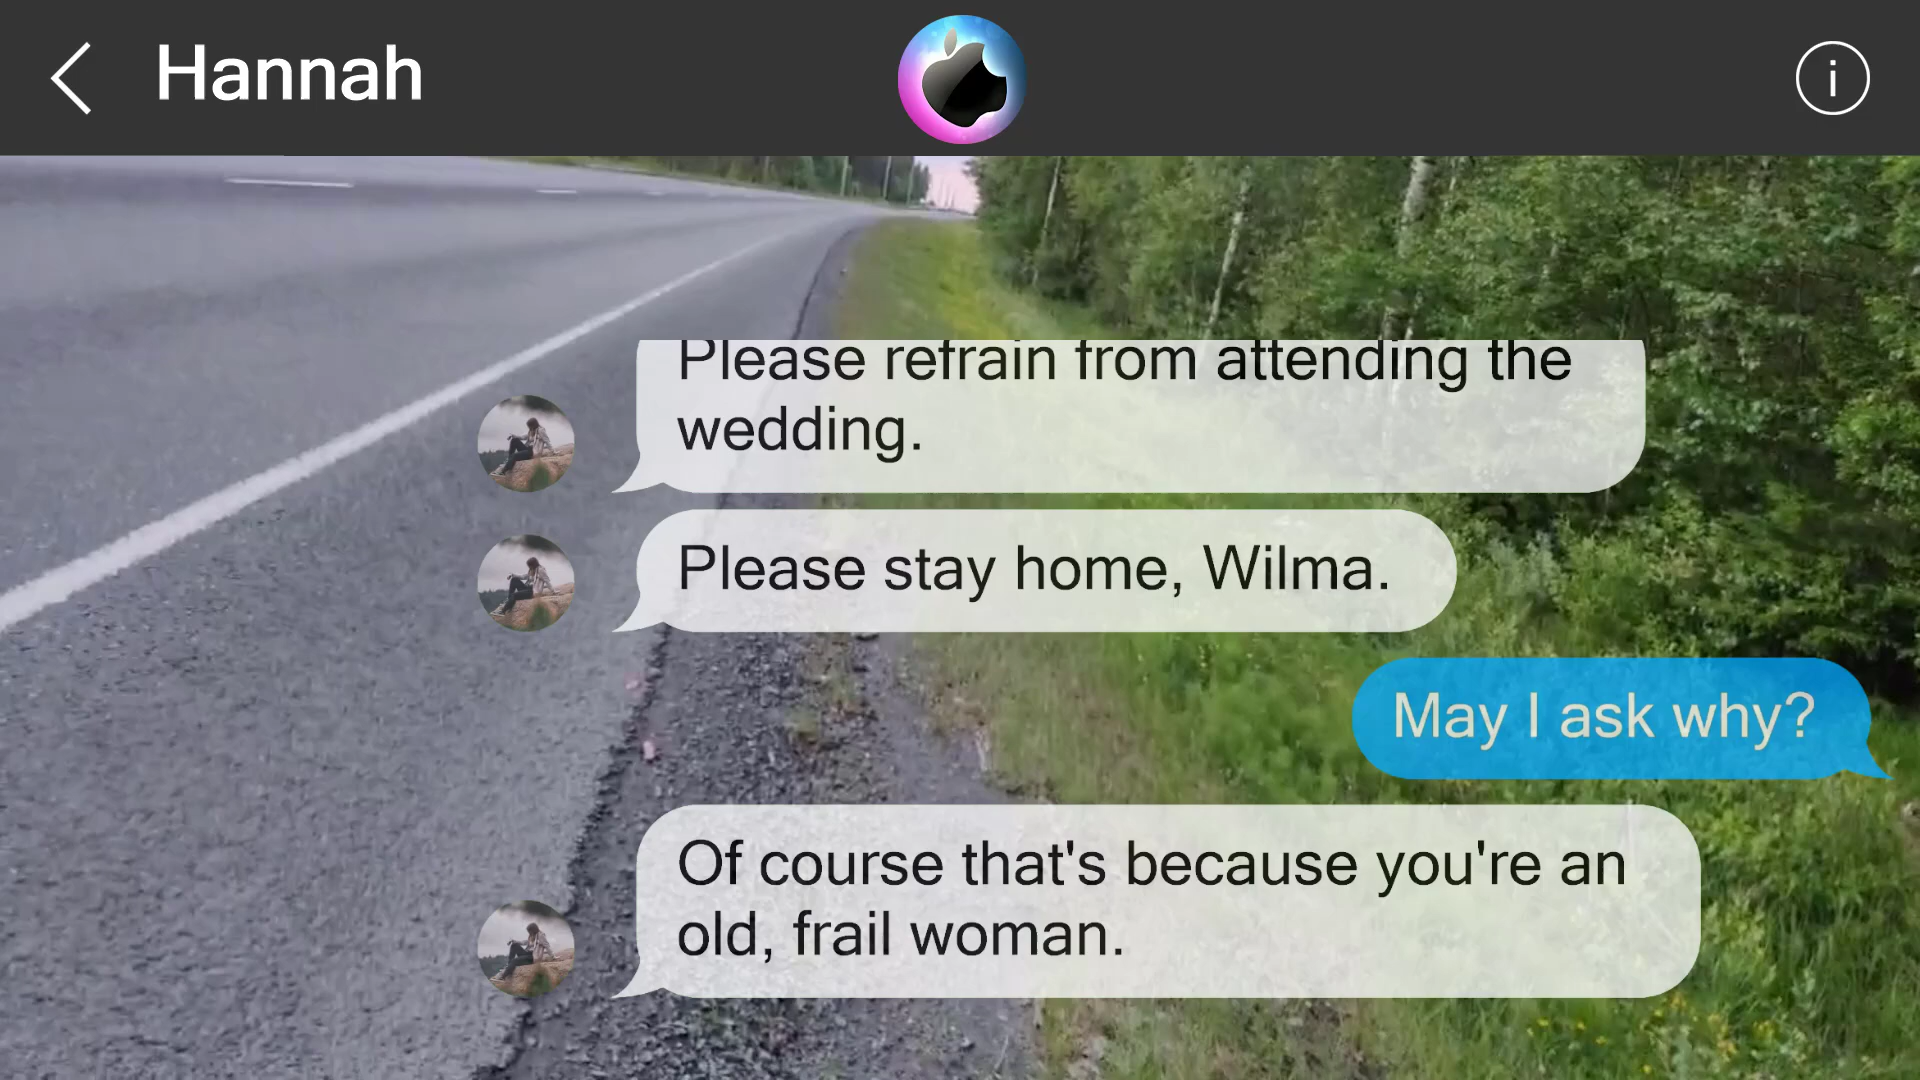 Hannah
i
Please refrain from attending the
wedding.
Please stay home, Wilma.
May I ask why?
Of course that's because you're an
old, frail woman.